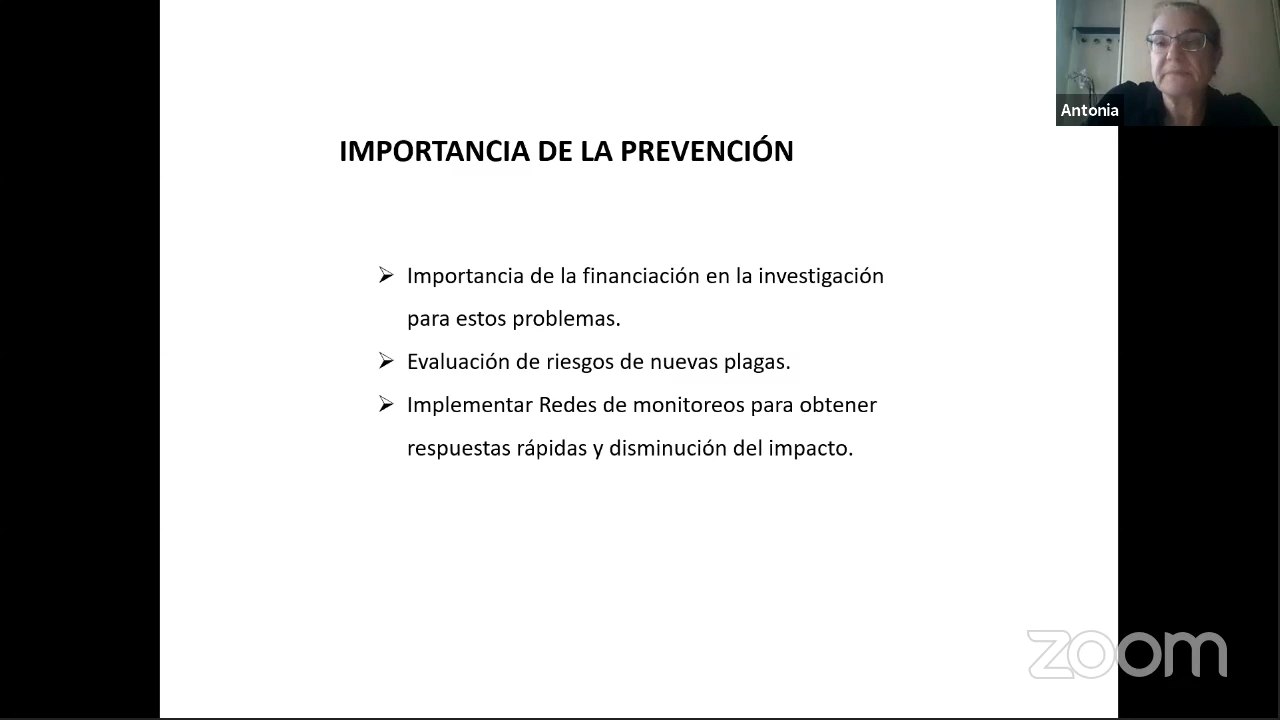 Antonia
IMPORTANCIA DE LA PREVENCIÓN
Importancia de la financiación en la investigación
para estos problemas.
Evaluación de riesgos de nuevas plagas.
Implementar Redes de monitoreos para obtener
respuestas rápidas y disminución del impacto.
zoom